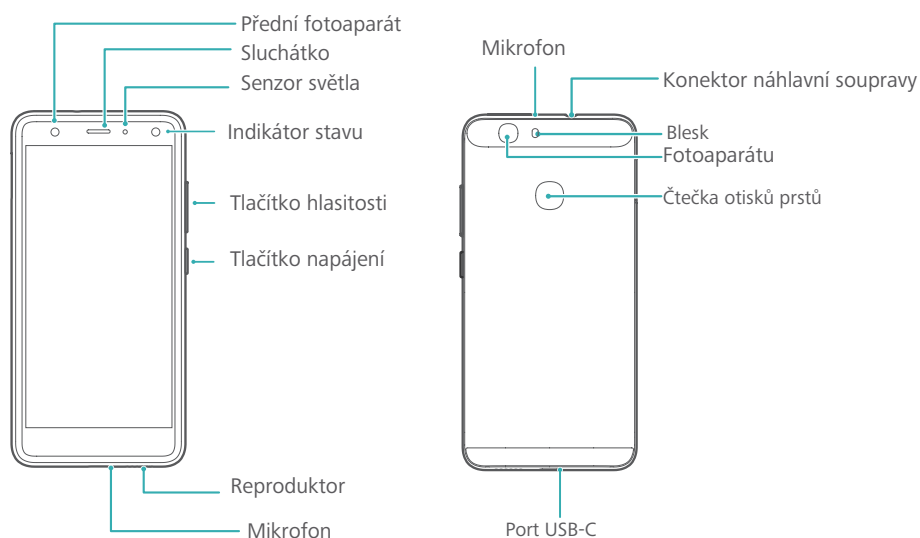 Přední fotoaparát
Sluchátko
Senzor světla
Indikátor stavu
Tlačítko hlasitosti
Tlačítko napájení
Reproduktor
Mikrofon
Mikrofon
Konektor náhlavní soupravy
Blesk
Fotoaparátu
Čtečka otisků prstů
Port USB-C